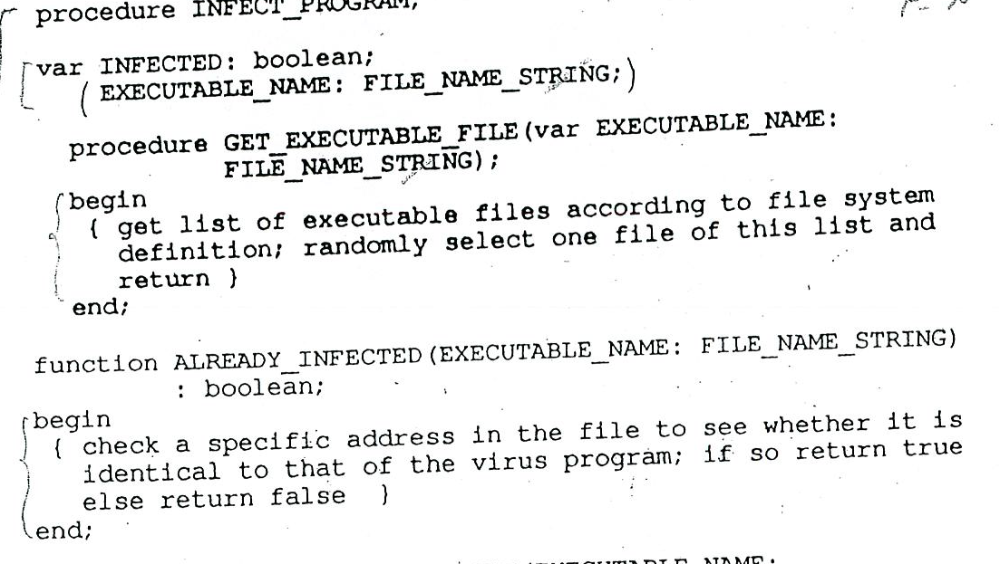 procedure INFECT_PROGRAM;
var INFECTED: boolean;
( EXECUTABLE_NAME: FILE_NAME_STRING; )
procedure GET_EXECUTABLE_FILE(var EXECUTABLE_NAME:
FILE_NAME_STRING);
begin
{ get list of executable files according to file system
definition; randomly select one file of this list and
return }
end;
function ALREADY_INFECTED(EXECUTABLE_NAME: FILE_NAME_STRING)
: boolean;
begin
{ check a specific address in the file to see whether it is
identical to that of the virus program; if so return true
else return false }
end;